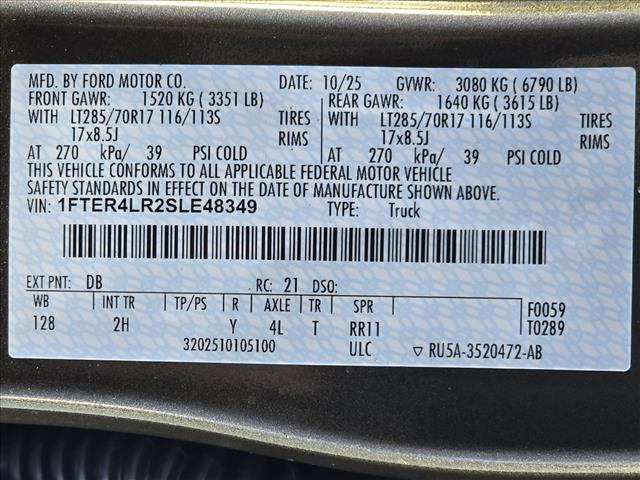 MFD. BY FORD MOTOR CO. DATE: 10/25 GVWR: 3080 KG ( 6790 LB)
FRONT GAWR: 1520 KG ( 3351 LB) REAR GAWR: 1640 KG ( 3615 LB)
WITH LT285/70R17 116/113S TIRES WITH LT285/70R17 116/113S TIRES
17x8.5J RIMS 17x8.5J RIMS
AT 270 kPa/ 39 PSI COLD AT 270 kPa/ 39 PSI COLD
THIS VEHICLE CONFORMS TO ALL APPLICABLE FEDERAL MOTOR VEHICLE
SAFETY STANDARDS IN EFFECT ON THE DATE OF MANUFACTURE SHOWN ABOVE.
VIN: 1FTER4LR2SLE48349 TYPE: Truck
EXT PNT: DB RC: 21 DSO:
WB INT TR TP/PS R AXLE TR SPR F0059
128 2H Y 4L T RR11 T0289
3202510105100 ULC ▽ RU5A-3520472-AB